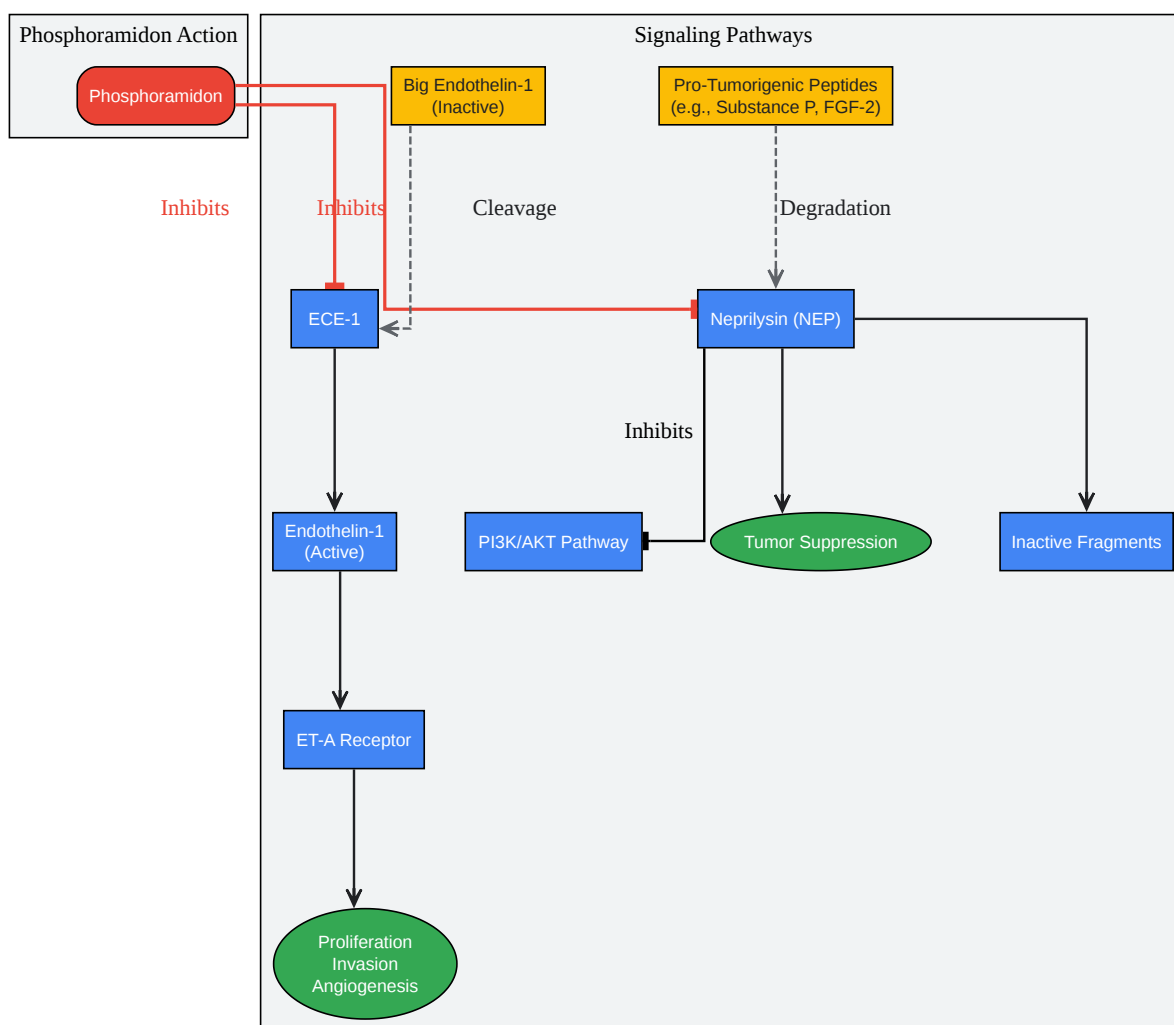 Phosphoramidon Action
Signaling Pathways
Phosphoramidon
Big Endothelin-1
(Inactive)
Pro-Tumorigenic Peptides
(e.g., Substance P, FGF-2)
Inhibits
Inhibits
Cleavage
Degradation
ECE-1
Neprilysin (NEP)
Inhibits
Endothelin-1
(Active)
PI3K/AKT Pathway
Tumor Suppression
Inactive Fragments
ET-A Receptor
Proliferation
Invasion
Angiogenesis